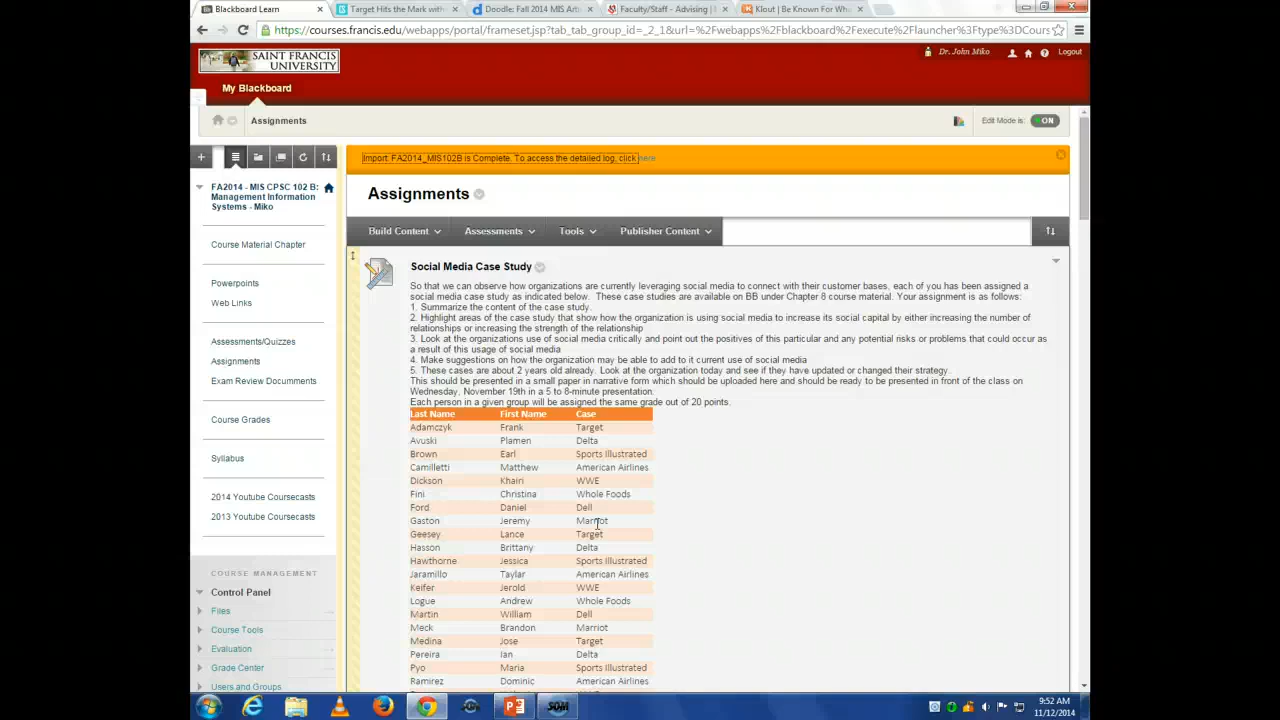 Blackboard Learn
Target Hits the Mark with
Doodle: Fall 2014 MIS Art
Faculty/Staff - Advising |
Klout | Be Known For Wha
https://courses.francis.edu/webapps/portal/frameset.jsp?tab_tab_group_id=_2_1&url=%2Fwebapps%2Fblackboard%2Fexecute%2Flauncher%3Ftype%3DCours
SAINT FRANCIS
UNIVERSITY
Dr. John Miko
Logout
My Blackboard
Assignments
Edit Mode is: ON
Import: FA2014_MIS102B is Complete. To access the detailed log, click here
FA2014 - MIS CPSC 102 B:
Management Information
Systems - Miko
Course Material Chapter
Powerpoints
Web Links
Assessments/Quizzes
Assignments
Exam Review Documments
Course Grades
Syllabus
2014 Youtube Coursecasts
2013 Youtube Coursecasts
COURSE MANAGEMENT
Control Panel
Files
Course Tools
Evaluation
Grade Center
Users and Groups
Assignments
Build Content
Assessments
Tools
Publisher Content
Social Media Case Study
So that we can observe how organizations are currently leveraging social media to connect with their customer bases, each of you has been assigned a
social media case study as indicated below. These case studies are available on BB under Chapter 8 course material. Your assignment is as follows:
1. Summarize the content of the case study.
2. Highlight areas of the case study that show how the organization is using social media to increase its social capital by either increasing the number of
relationships or increasing the strength of the relationship
3. Look at the organizations use of social media critically and point out the positives of this particular and any potential risks or problems that could occur as
a result of this usage of social media
4. Make suggestions on how the organization may be able to add to it current use of social media
5. These cases are about 2 years old already. Look at the organization today and see if they have updated or changed their strategy.
This should be presented in a small paper in narrative form which should be uploaded here and should be ready to be presented in front of the class on
Wednesday, November 19th in a 5 to 8-minute presentation.
Each person in a given group will be assigned the same grade out of 20 points.
Last Name First Name Case
Adamczyk Frank Target
Avuski Plamen Delta
Brown Earl Sports Illustrated
Camilletti Matthew American Airlines
Dickson Khairi WWE
Fini Christina Whole Foods
Ford Daniel Dell
Gaston Jeremy Marriot
Geesey Lance Target
Hasson Brittany Delta
Hawthorne Jessica Sports Illustrated
Jaramillo Taylar American Airlines
Keifer Jerold WWE
Logue Andrew Whole Foods
Martin William Dell
Meck Brandon Marriot
Medina Jose Target
Pereira Ian Delta
Pyo Maria Sports Illustrated
Ramirez Dominic American Airlines
9:52 AM
11/12/2014